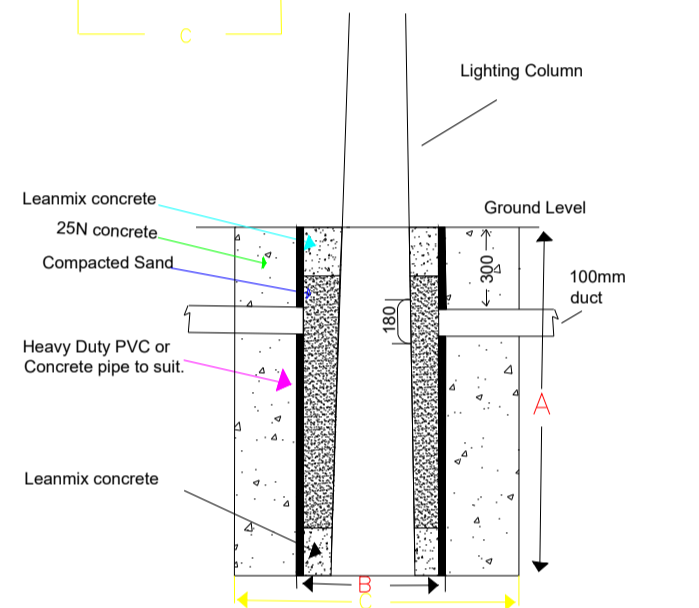 C
Lighting Column
Leanmix concrete
Ground Level
25N concrete
Compacted Sand
300
100mm
duct
180
Heavy Duty PVC or
Concrete pipe to suit.
A
Leanmix concrete
B
C